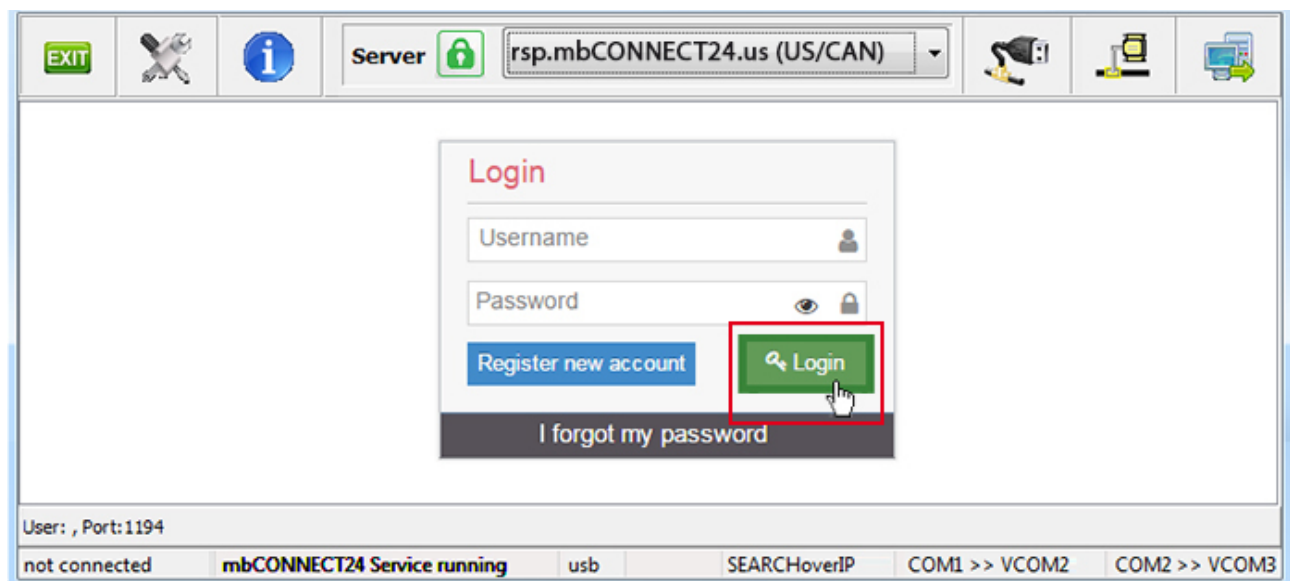 EXIT
i
Server
rsp.mbCONNECT24.us (US/CAN)
Login
Username
Password
Register new account
Login
I forgot my password
User: , Port:1194
not connected mbCONNECT24 Service running usb SEARCHoverIP COM1 >> VCOM2 COM2 >> VCOM3